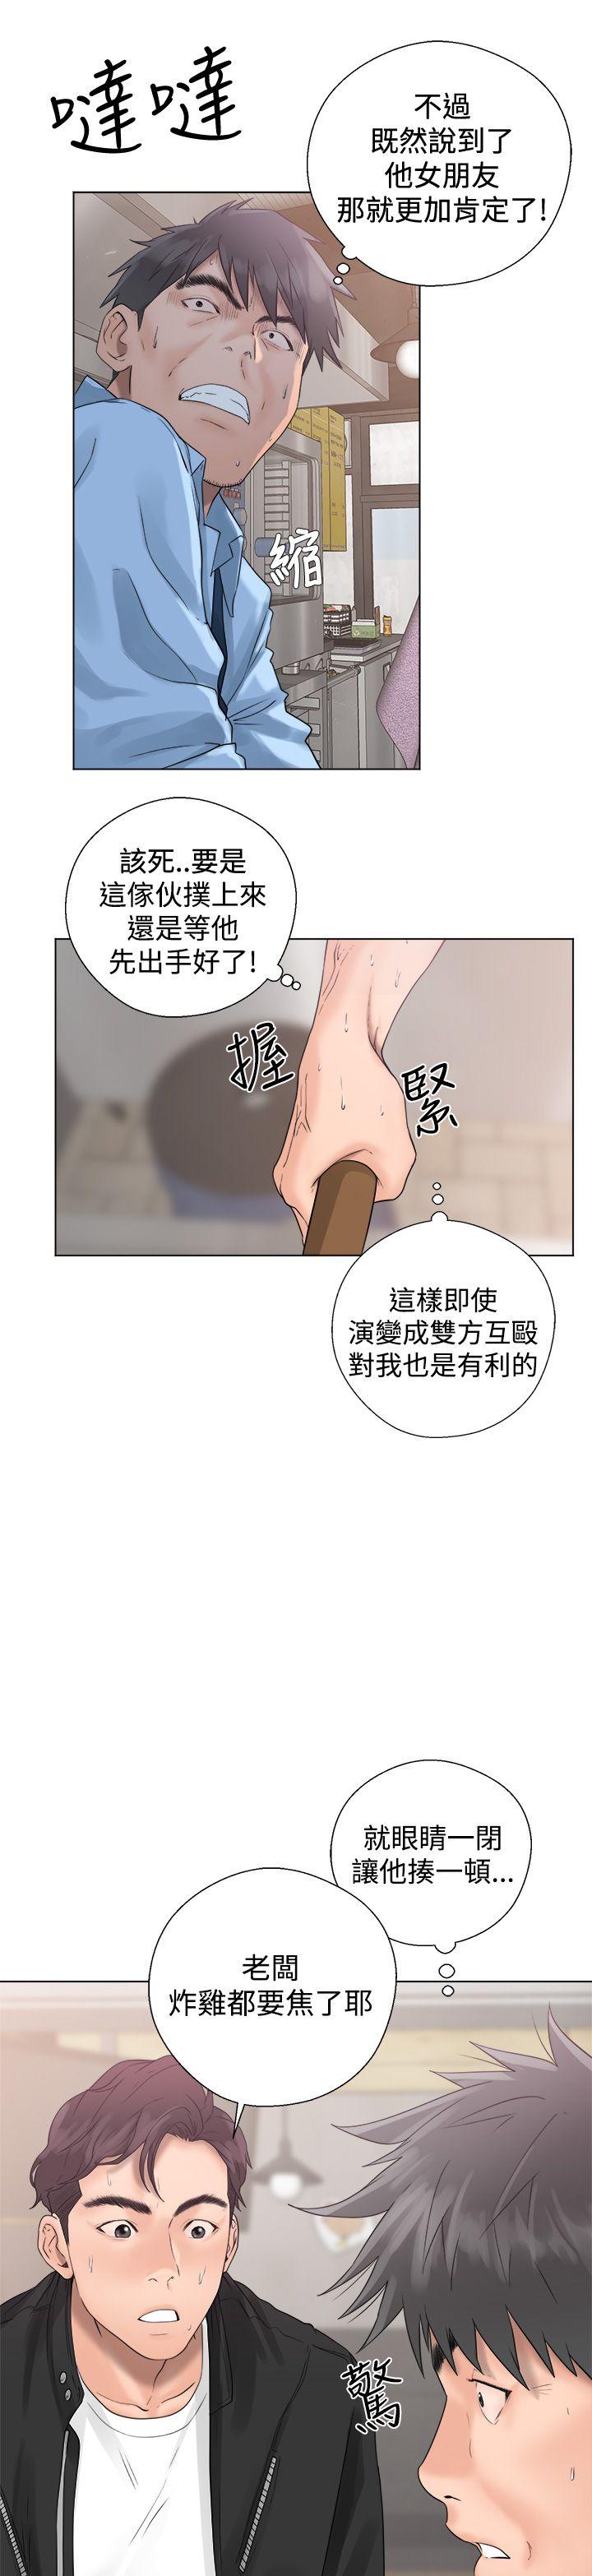 噠噠
不過
既然說到了
他女朋友
那就更加肯定了!
縮
該死..要是
這傢伙撲上來
還是等他
先出手好了!
握
緊
這樣即使
演變成雙方互毆
對我也是有利的
就眼睛一閉
讓他揍一頓...
老闆
炸雞都要焦了耶
驚